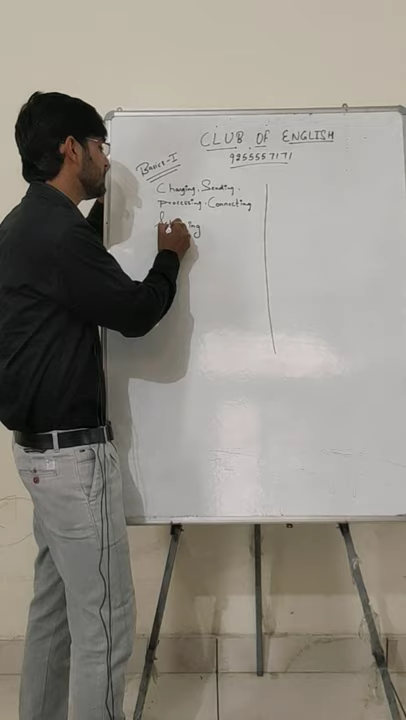 CLUB OF ENGLISH
9255557171
Basics-I
Changing, Sending,
processing, Connecting